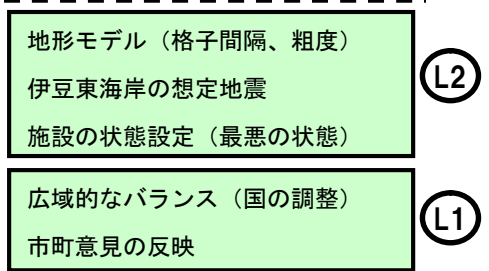 地形モデル（格子間隔、粗度）
伊豆東海岸の想定地震
L2
施設の状態設定（最悪の状態）
広域的なバランス（国の調整）
L1
市町意見の反映